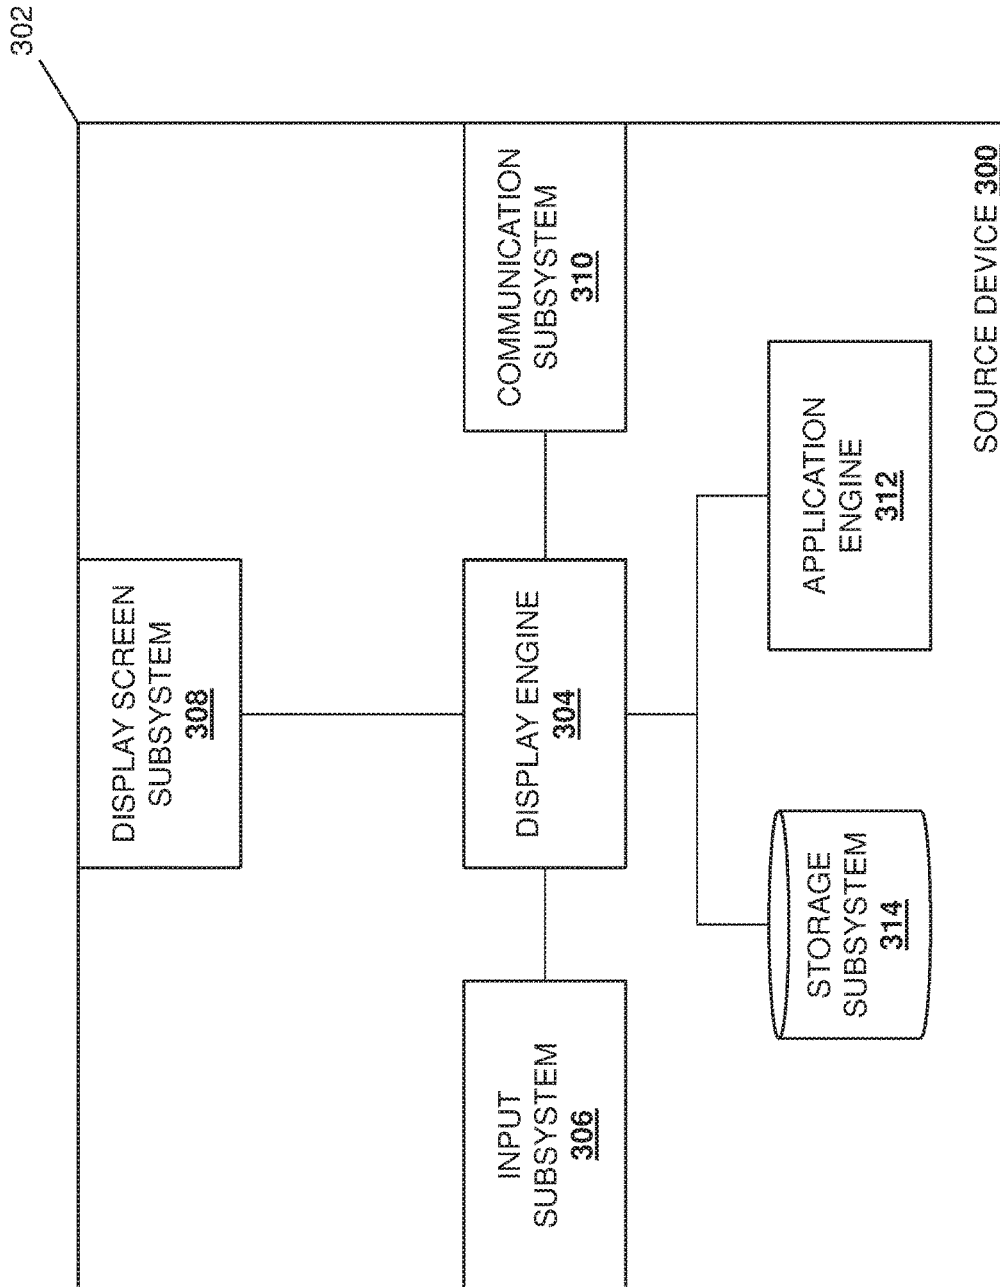 302
DISPLAY SCREEN
SUBSYSTEM
308
INPUT
SUBSYSTEM
306
DISPLAY ENGINE
304
COMMUNICATION
SUBSYSTEM
310
STORAGE
SUBSYSTEM
314
APPLICATION
ENGINE
312
SOURCE DEVICE 300